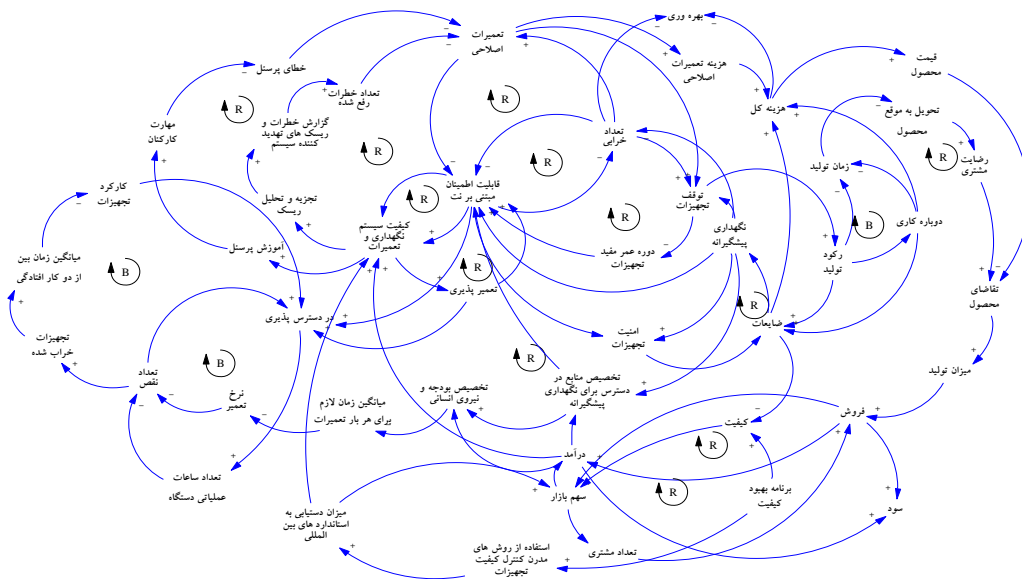 بهره وری
تعمیرات
اصلاحی
خطای پرسنل
هزینه تعمیرات
اصلاحی
قیمت
محصول
تعداد خطرات
رفع شده
هزینه کل
تحویل به موقع
محصول
مهارت
کارکنان
گزارش خطرات و
ریسک های تهدید
کننده سیستم
تعداد
خرابی
زمان تولید
رضایت
مشتری
کارکرد
تجهیزات
تجزیه و تحلیل
ریسک
قابلیت اطمینان
مبتنی بر نت
توقف
تجهیزات
نگهداری
پیشگیرانه
دوباره کاری
کیفیت سیستم
نگهداری و
تعمیرات
آموزش پرسنل
دوره عمر مفید
تجهیزات
رکود
تولید
میانگین زمان بین
از دو کار افتادگی
تعمیر پذیری
تقاضای
محصول
در دسترس پذیری
ضایعات
امنیت
تجهیزات
تجهیزات
خراب شده
تعداد
نقص
میزان تولید
نرخ
تعمیر
میانگین زمان لازم
برای هر بار تعمیرات
تخصیص بودجه و
نیروی انسانی
تخصیص منابع در
دسترس برای نگهداری
پیشگیرانه
کیفیت
فروش
درآمد
تعداد ساعات
عملیاتی دستگاه
میزان دستیابی به
استاندارد های بین
المللی
سهم بازار
برنامه بهبود
کیفیت
سود
استفاده از روش های
مدرن کنترل کیفیت
تجهیزات
تعداد مشتری
R
R
R
R
R
R
R
R
R
R
R
R
B
B
B